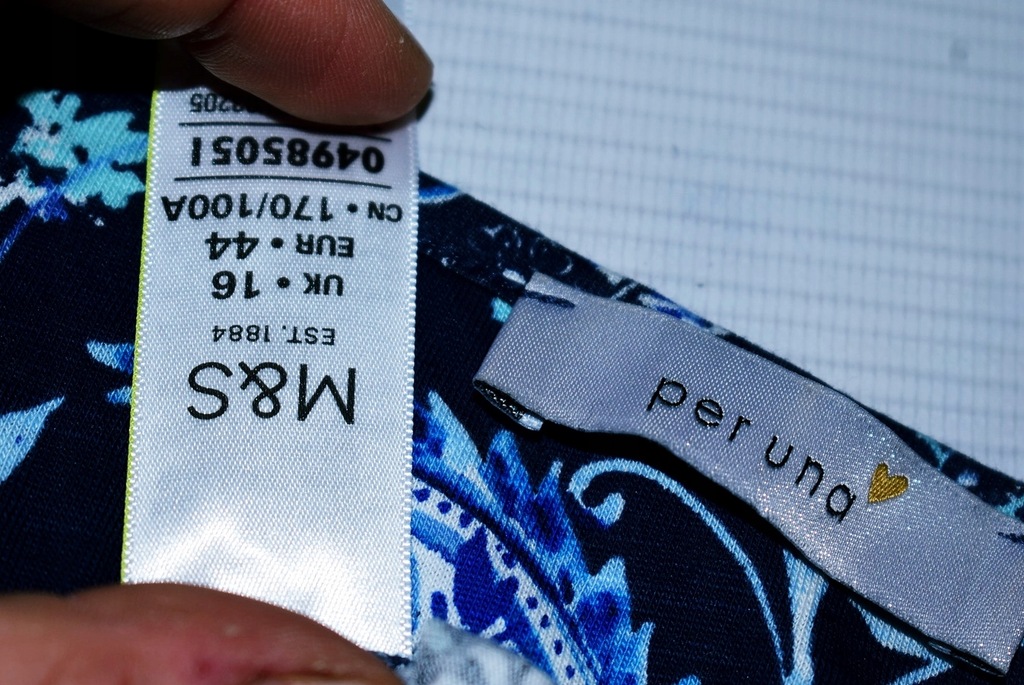 M&S
EST. 1884
UK • 16
EUR • 44
CN • 170/100A
04985051
per una